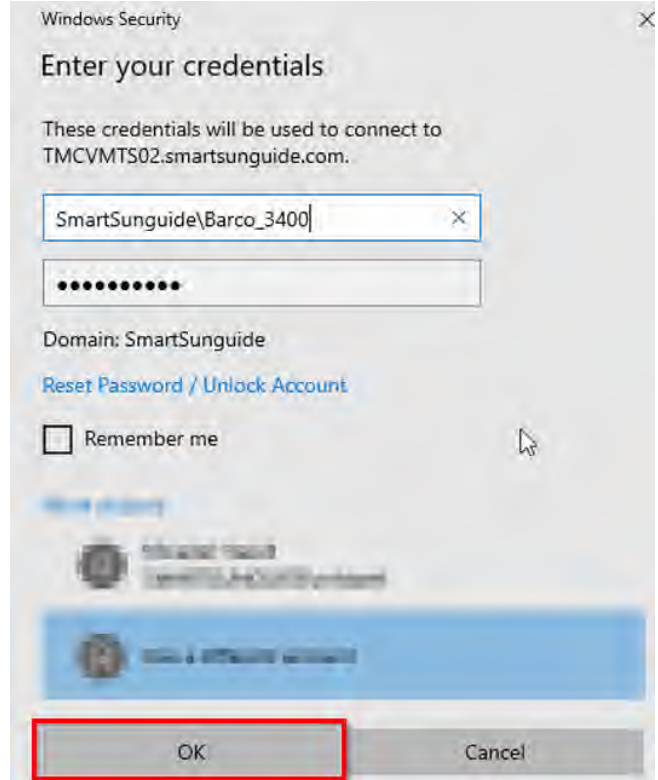 Windows Security
Enter your credentials
These credentials will be used to connect to
TMCVMTS02.smartsunguide.com.
SmartSunguide\Barco_3400
●●●●●●●●●●
Domain: SmartSunguide
Reset Password / Unlock Account
Remember me
OK Cancel